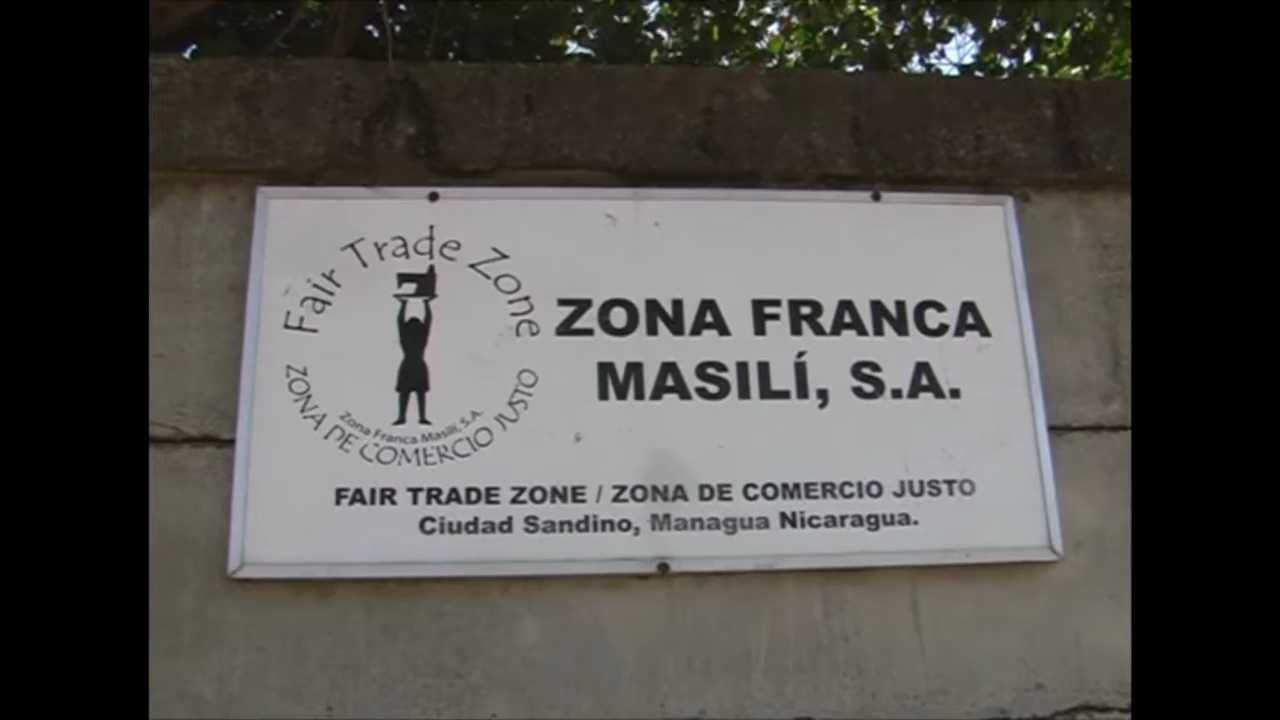 Fair Trade Zone
Zona Franca Masilí, S.A.
ZONA DE COMERCIO JUSTO
ZONA FRANCA
MASILÍ, S.A.
FAIR TRADE ZONE / ZONA DE COMERCIO JUSTO
Ciudad Sandino, Managua Nicaragua.